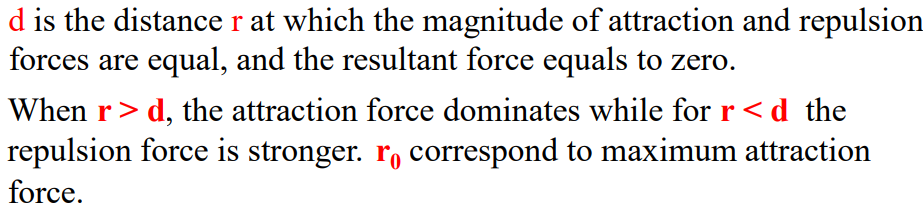 d is the distance r at which the magnitude of attraction and repulsion
forces are equal, and the resultant force equals to zero.
When r > d, the attraction force dominates while for r < d the
repulsion force is stronger. r₀ correspond to maximum attraction
force.